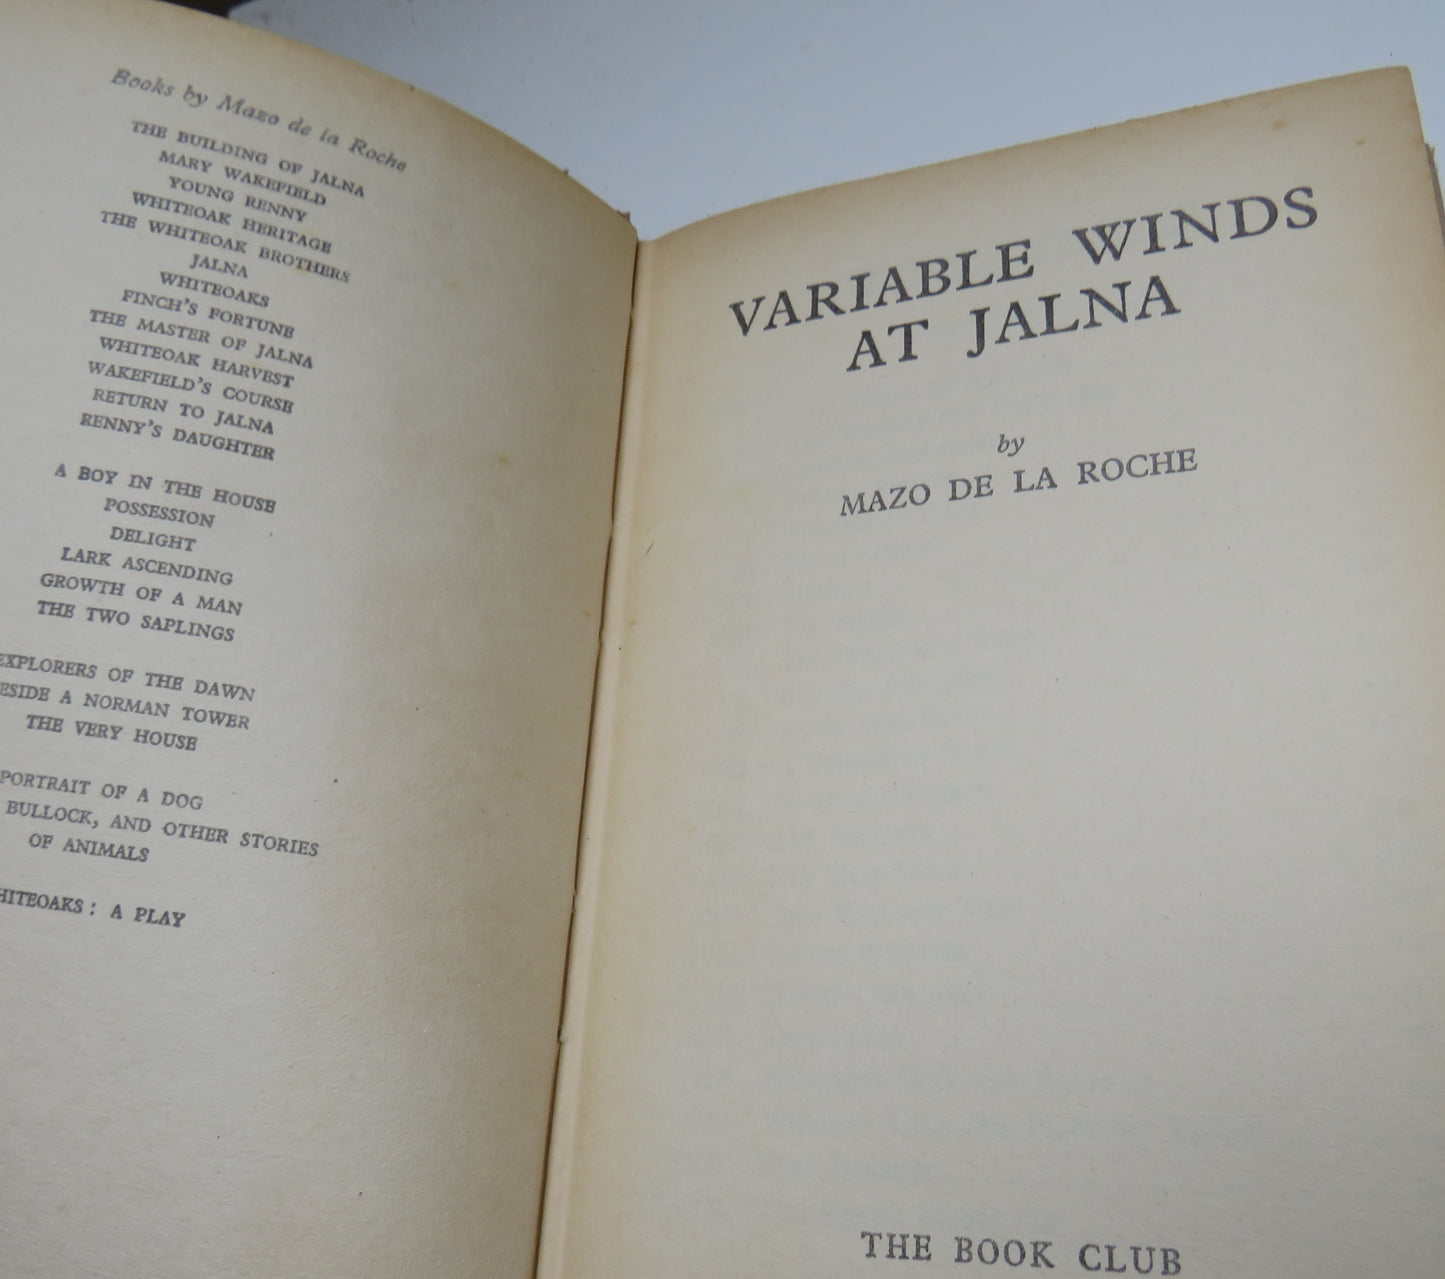 Books by Mazo de la Roche
THE BUILDING OF JALNA
MARY WAKEFIELD
YOUNG RENNY
WHITEOAK HERITAGE
THE WHITEOAK BROTHERS
JALNA
WHITEOAKS
FINCH'S FORTUNE
THE MASTER OF JALNA
WHITEOAK HARVEST
WAKEFIELD'S COURSE
RETURN TO JALNA
RENNY'S DAUGHTER
A BOY IN THE HOUSE
POSSESSION
DELIGHT
LARK ASCENDING
GROWTH OF A MAN
THE TWO SAPLINGS
EXPLORERS OF THE DAWN
ESIDE A NORMAN TOWER
THE VERY HOUSE
PORTRAIT OF A DOG
BULLOCK, AND OTHER STORIES
OF ANIMALS
HITEOAKS: A PLAY
VARIABLE WINDS
AT JALNA
by
MAZO DE LA ROCHE
THE BOOK CLUB